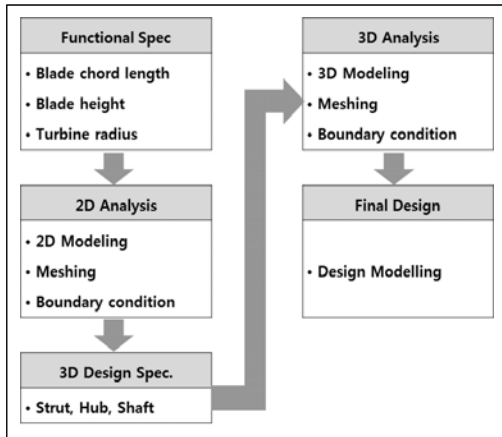 Functional Spec
• Blade chord length
• Blade height
• Turbine radius
2D Analysis
• 2D Modeling
• Meshing
• Boundary condition
3D Design Spec.
• Strut, Hub, Shaft
3D Analysis
• 3D Modeling
• Meshing
• Boundary condition
Final Design
• Design Modelling